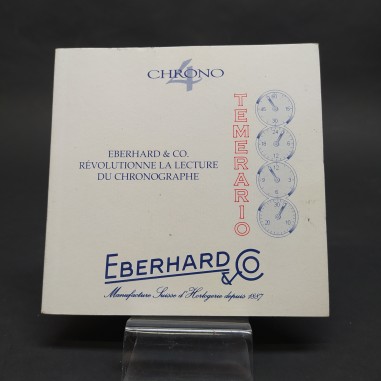 CHRONO
4
EBERHARD & CO.
RÉVOLUTIONNE LA LECTURE
DU CHRONOGRAPHE
TEMERARIO
EBERHARD & CO
Manufacture Suisse d'Horlogerie depuis 1887